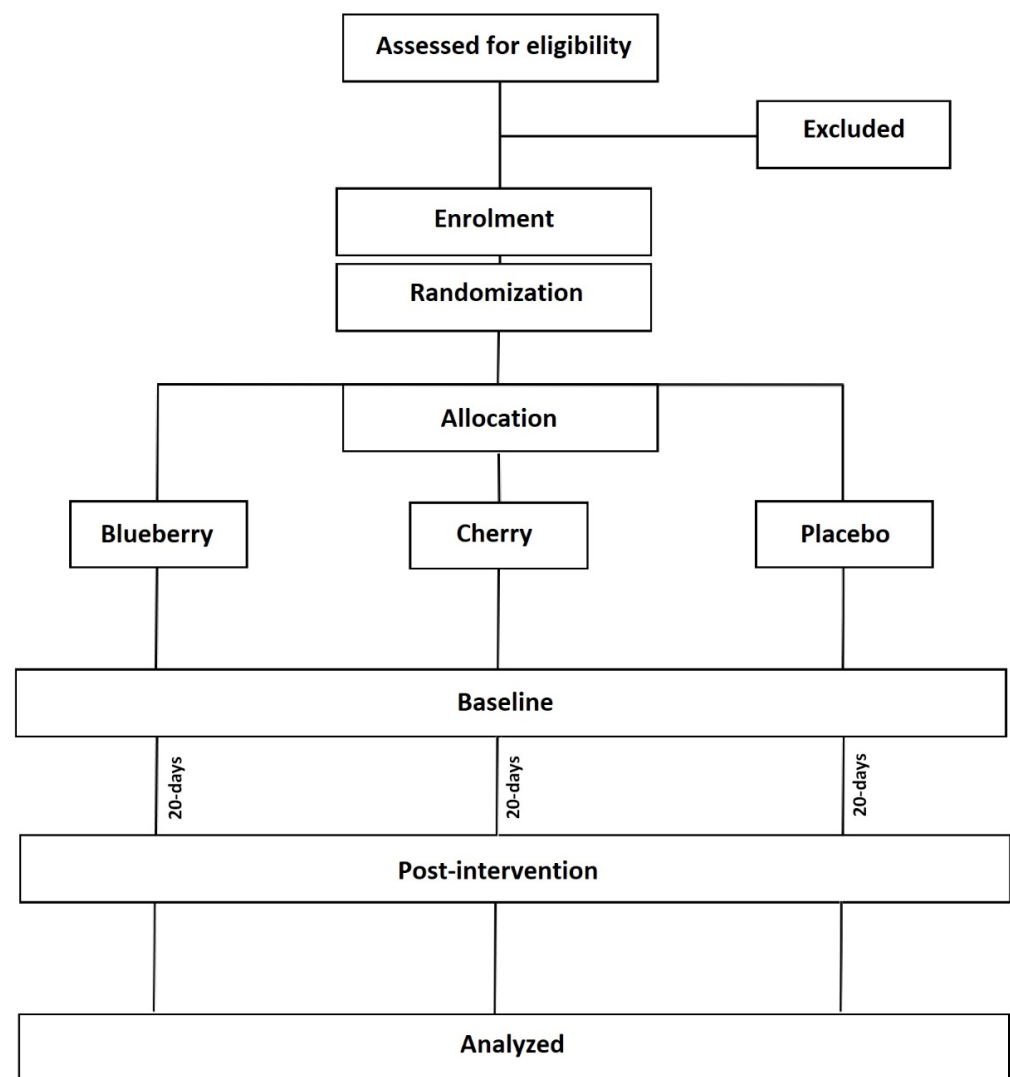 Assessed for eligibility
Excluded
Enrolment
Randomization
Allocation
Blueberry
Cherry
Placebo
Baseline
20-days
20-days
20-days
Post-intervention
Analyzed